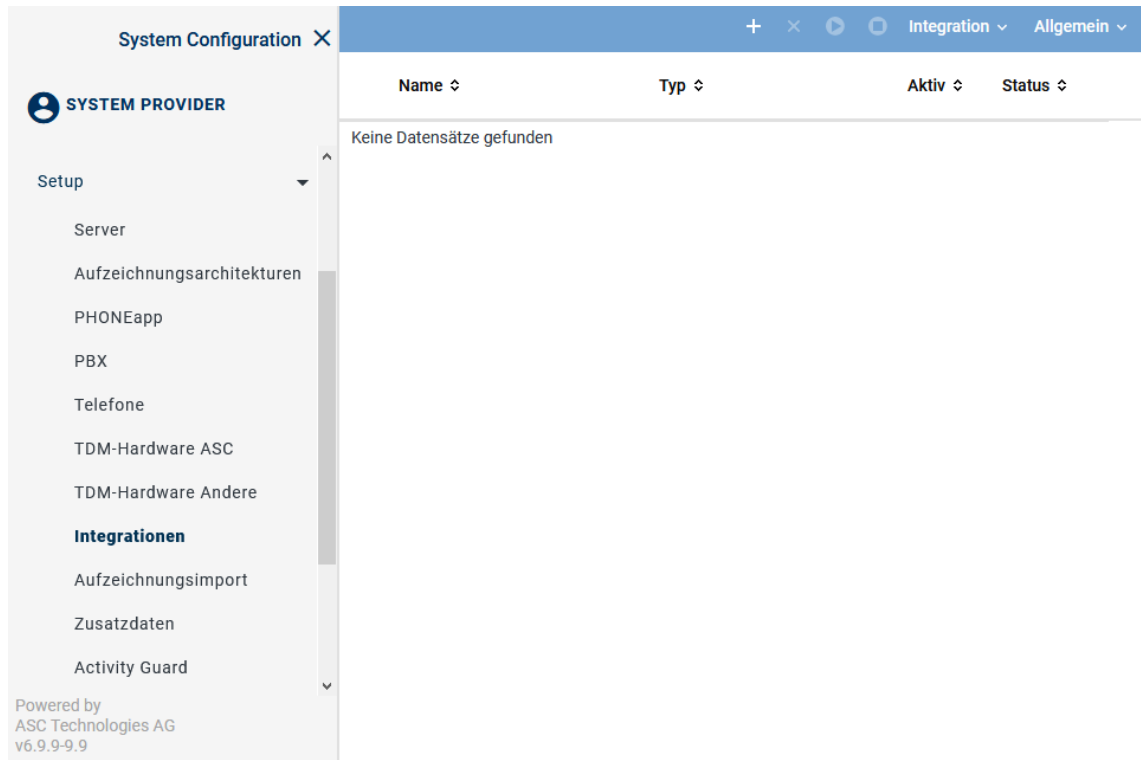 System Configuration
SYSTEM PROVIDER
Setup
Server
Aufzeichnungsarchitekturen
PHONEapp
PBX
Telefone
TDM-Hardware ASC
TDM-Hardware Andere
Integrationen
Aufzeichnungsimport
Zusatzdaten
Activity Guard
Powered by
ASC Technologies AG
v6.9.9-9.9
Integration Allgemein
Name Typ Aktiv Status
Keine Datensätze gefunden